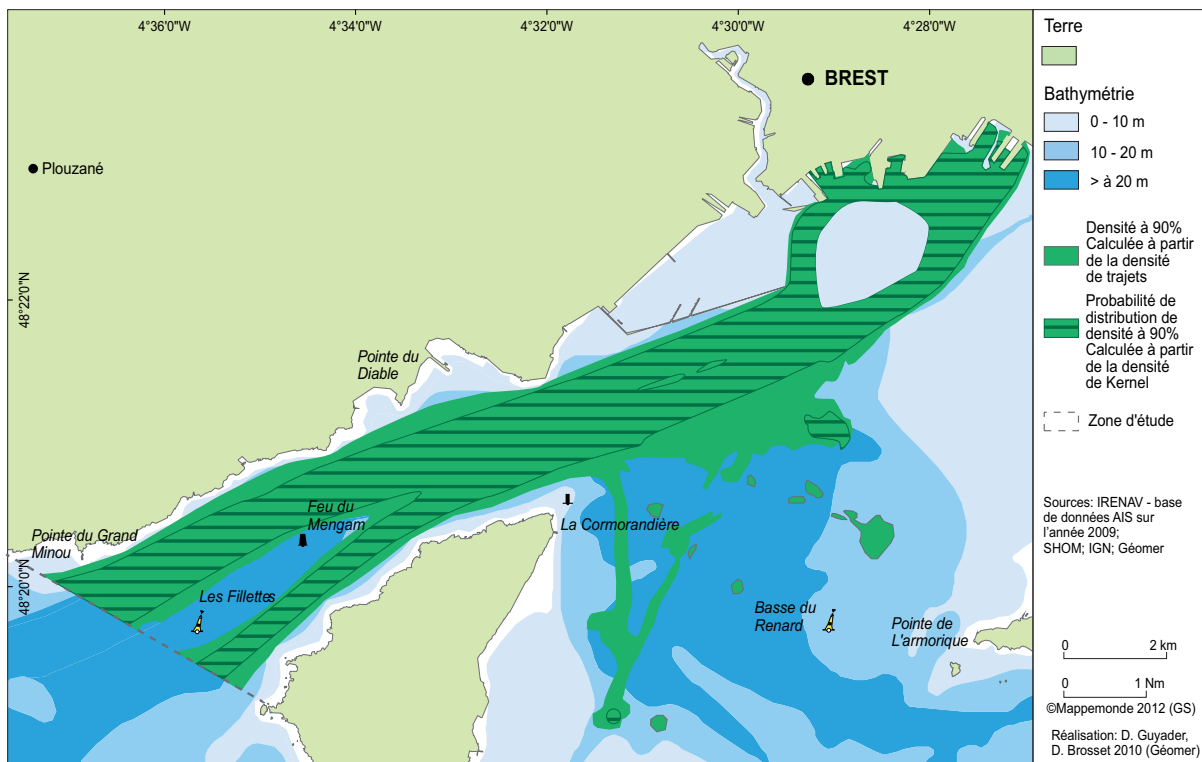 4°36'0"W
4°34'0"W
4°32'0"W
4°30'0"W
4°28'0"W
48°22'0"N
48°20'0"N
BREST
Plouzané
Pointe du
Diable
Feu du
Mengam
Pointe du Grand
Minou
La Cormorandière
Les Fillettes
Basse du
Renard
Pointe de
L'armorique
Terre
Bathymétrie
0 - 10 m
10 - 20 m
> à 20 m
Densité à 90%
Calculée à partir
de la densité
de trajets
Probabilité de
distribution de
densité à 90%
Calculée à partir
de la densité
de Kernel
Zone d'étude
Sources: IRENAV - base
de données AIS sur
l'année 2009;
SHOM; IGN; Géomer
0 2 km
0 1 Nm
©Mappemonde 2012 (GS)
Réalisation: D. Guyader,
D. Brosset 2010 (Géomer)